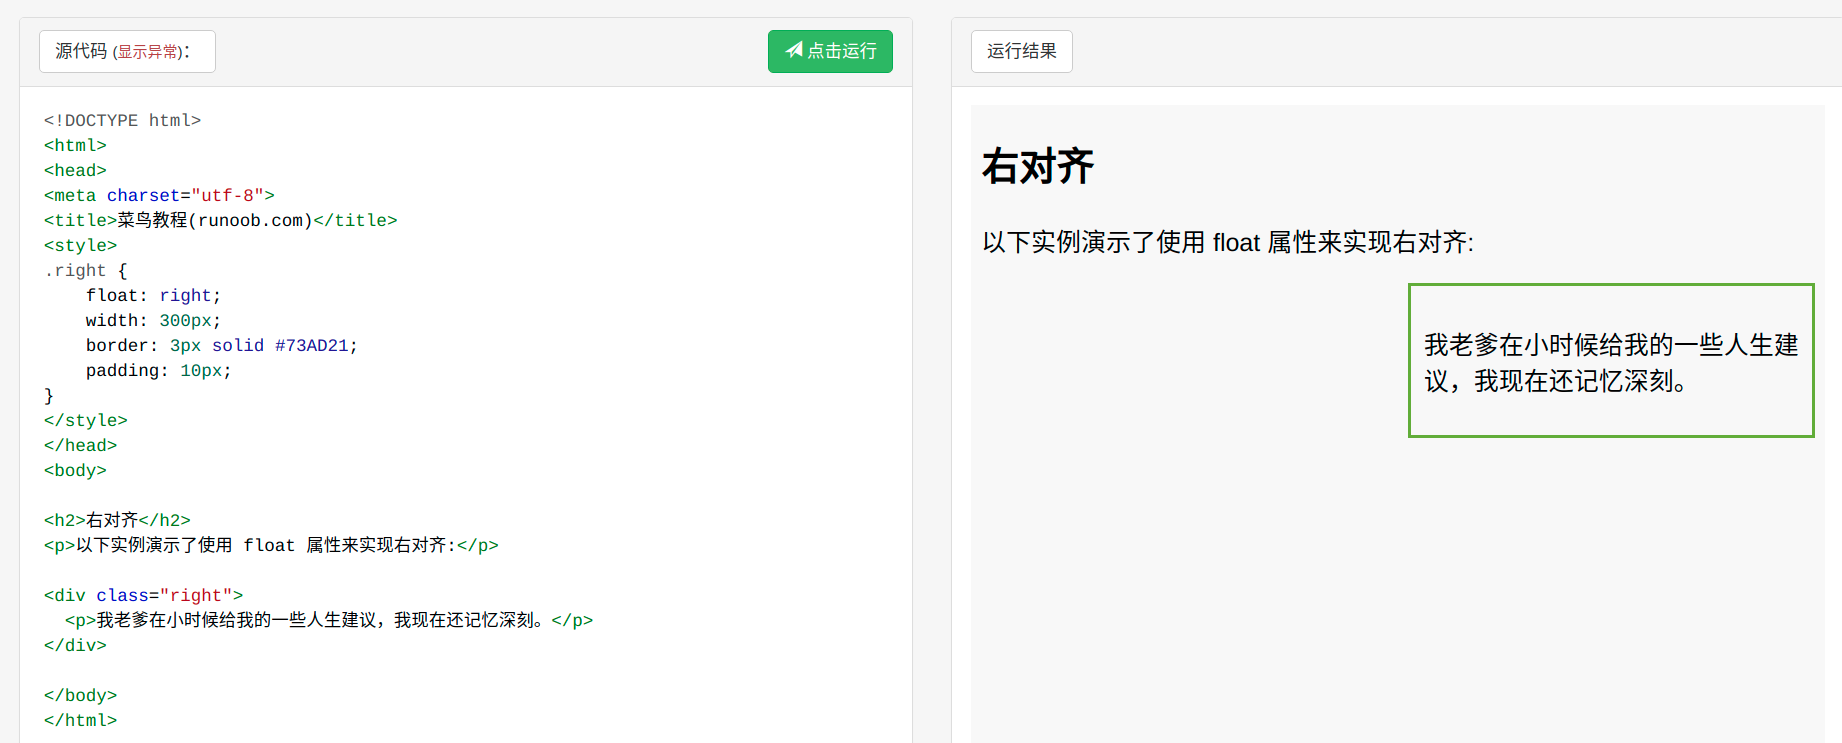 源代码 (显示异常)：
点击运行
<!DOCTYPE html>
<html>
<head>
<meta charset="utf-8">
<title>菜鸟教程(runoob.com)</title>
<style>
.right {
    float: right;
    width: 300px;
    border: 3px solid #73AD21;
    padding: 10px;
}
</style>
</head>
<body>
<h2>右对齐</h2>
<p>以下实例演示了使用 float 属性来实现右对齐:</p>
<div class="right">
  <p>我老爹在小时候给我的一些人生建议，我现在还记忆深刻。</p>
</div>
</body>
</html>
运行结果
右对齐
以下实例演示了使用 float 属性来实现右对齐:
我老爹在小时候给我的一些人生建
议，我现在还记忆深刻。